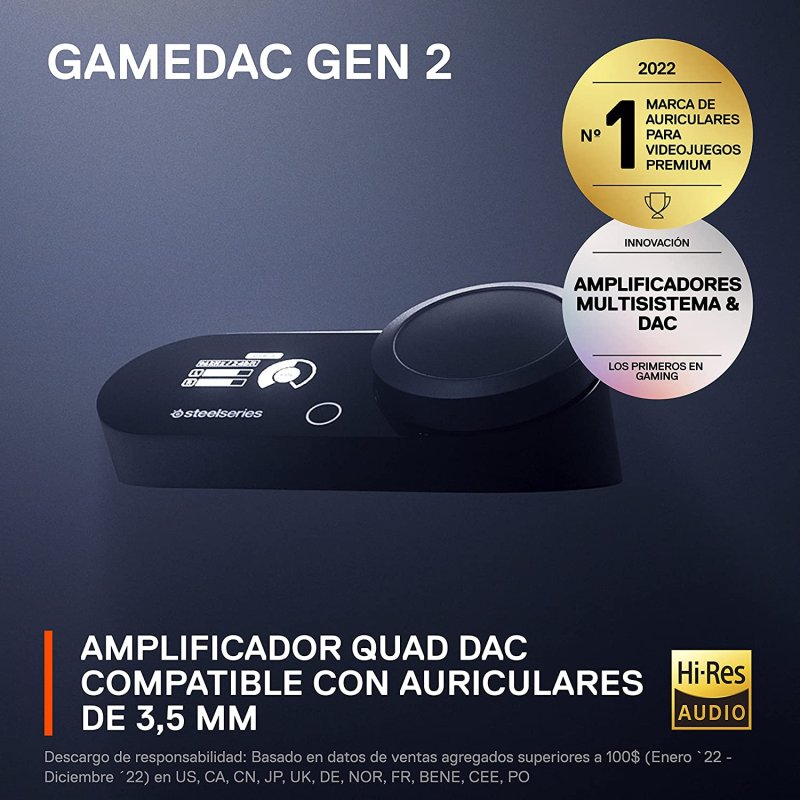 GAMEDAC GEN 2
2022
Nº 1
MARCA DE
AURICULARES
PARA
VIDEOJUEGOS
PREMIUM
INNOVACIÓN
AMPLIFICADORES
MULTISISTEMA &
DAC
LOS PRIMEROS EN
GAMING
steelseries
AMPLIFICADOR QUAD DAC
COMPATIBLE CON AURICULARES
DE 3,5 MM
Hi-Res
AUDIO
Descargo de responsabilidad: Basado en datos de ventas agregados superiores a 100$ (Enero `22 -
Diciembre ´22) en US, CA, CN, JP, UK, DE, NOR, FR, BENE, CEE, PO